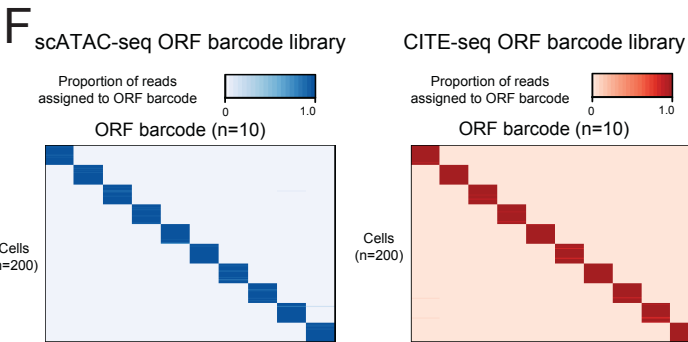 F
scATAC-seq ORF barcode library
Proportion of reads
assigned to ORF barcode
0
1.0
ORF barcode (n=10)
Cells
n=200)
CITE-seq ORF barcode library
Proportion of reads
assigned to ORF barcode
0
1.0
ORF barcode (n=10)
Cells
(n=200)